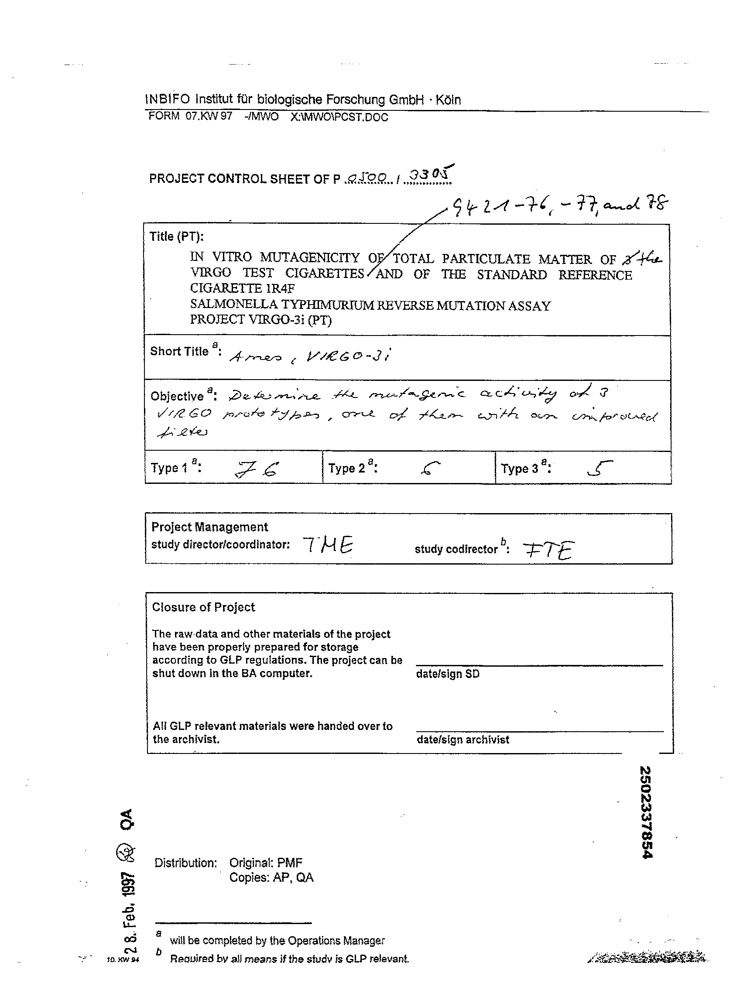 INBIFO Institut für biologische Forschung GmbH · Köln
FORM 07.KW 97 -/MWO X:\MWO\PCST.DOC
PROJECT CONTROL SHEET OF P 0500 / 3305
9421-76, -77, and 78
Title (PT):
IN VITRO MUTAGENICITY OF TOTAL PARTICULATE MATTER OF the
VIRGO TEST CIGARETTES AND OF THE STANDARD REFERENCE
CIGARETTE 1R4F
SALMONELLA TYPHIMURIUM REVERSE MUTATION ASSAY
PROJECT VIRGO-3i (PT)
Short Title a: Ames, VIRGO-3i
Objective a: Determine the mutagenic activity of 3
VIRGO prototypes, one of them with an improved
filter
Type 1 a: 76 Type 2 a: 6 Type 3 a: 5
Project Management
study director/coordinator: TME study codirector b: FTE
Closure of Project
The raw data and other materials of the project
have been properly prepared for storage
according to GLP regulations. The project can be
shut down in the BA computer.
date/sign SD
All GLP relevant materials were handed over to
the archivist.
date/sign archivist
2502337854
28. Feb. 1997 QA
Distribution: Original: PMF
Copies: AP, QA
a will be completed by the Operations Manager
b Required by all means if the study is GLP relevant.
10. KW 94